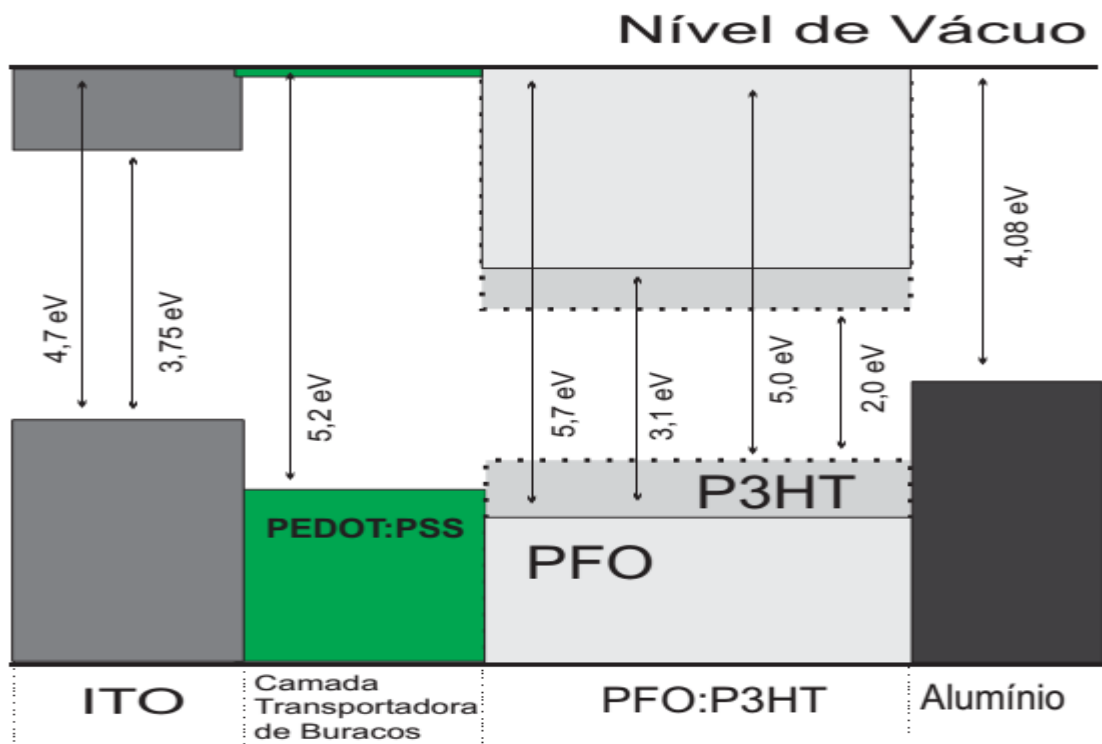 Nível de Vácuo
4,7 eV
3,75 eV
5,2 eV
5,7 eV
3,1 eV
5,0 eV
2,0 eV
4,08 eV
PEDOT:PSS
P3HT
PFO
ITO
Camada
Transportadora
de Buracos
PFO:P3HT
Alumínio